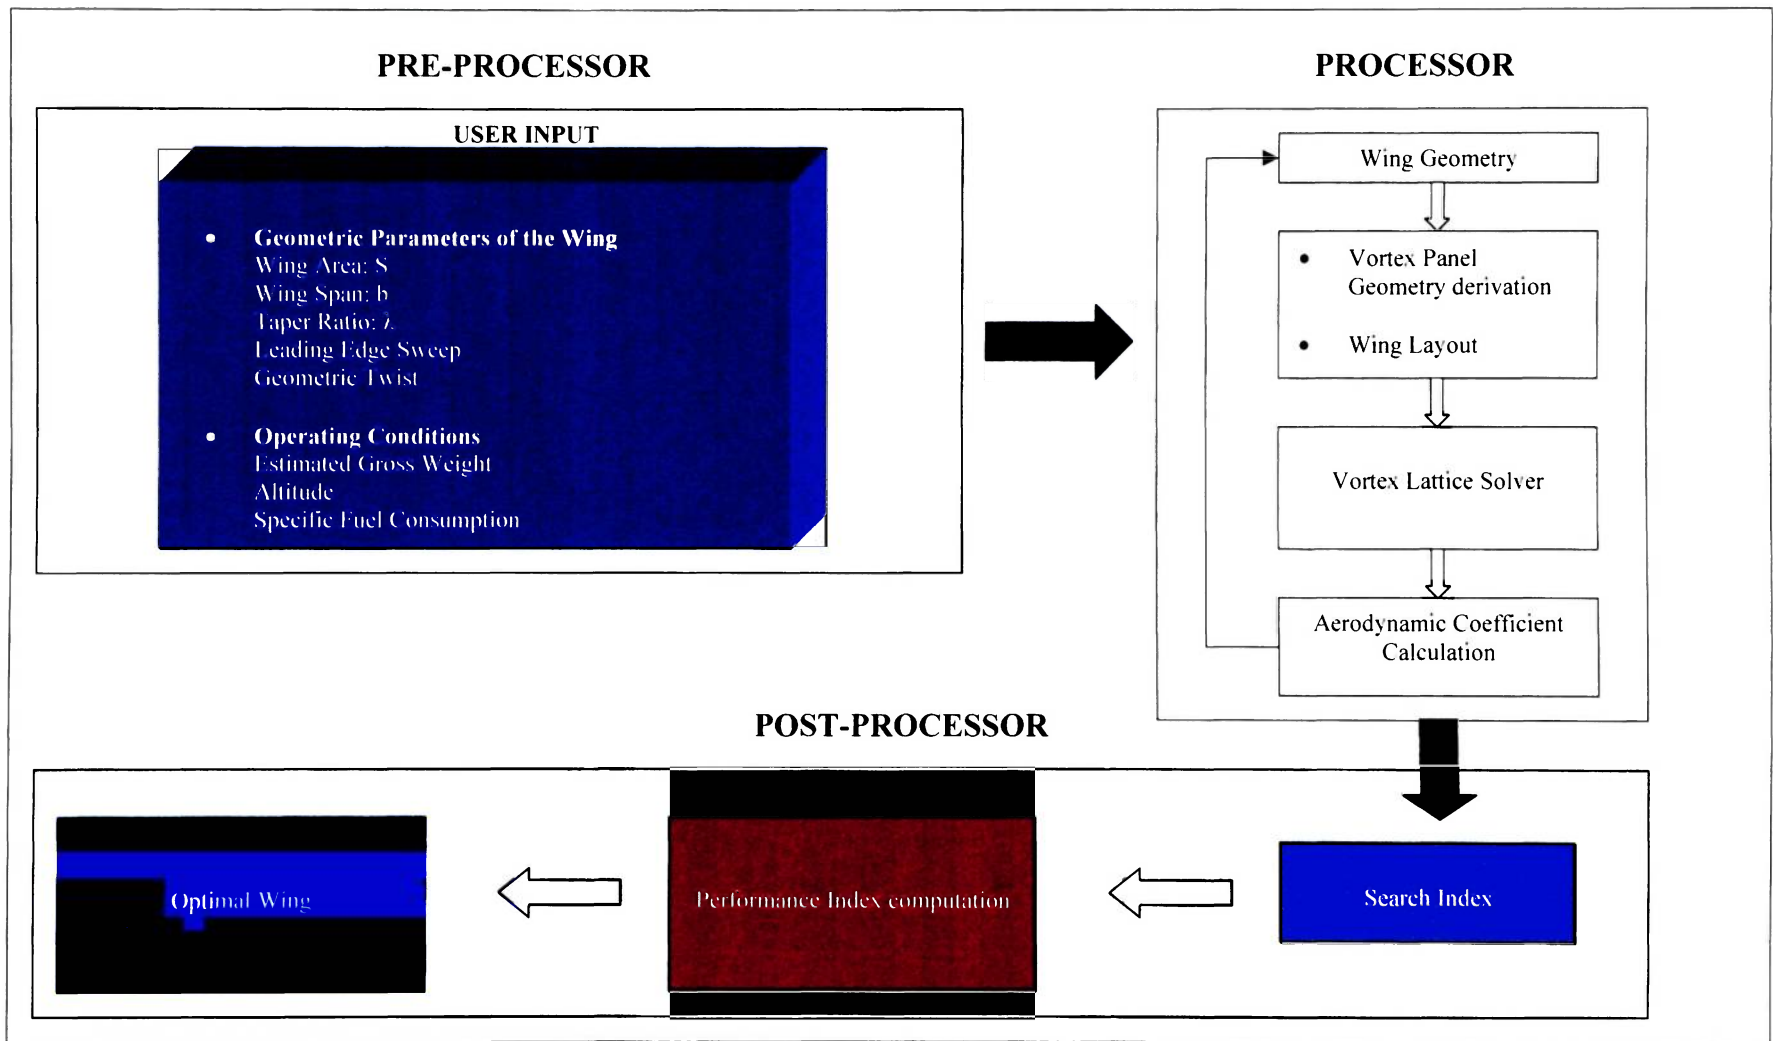 PRE-PROCESSOR
USER INPUT
• Geometric Parameters of the Wing
Wing Area: S
Wing Span: b
Taper Ratio: λ
Leading Edge Sweep
Geometric Twist
• Operating Conditions
Estimated Gross Weight
Altitude
Specific Fuel Consumption
PROCESSOR
Wing Geometry
• Vortex Panel
Geometry derivation
• Wing Layout
Vortex Lattice Solver
Aerodynamic Coefficient
Calculation
POST-PROCESSOR
Search Index
Performance Index computation
Optimal Wing